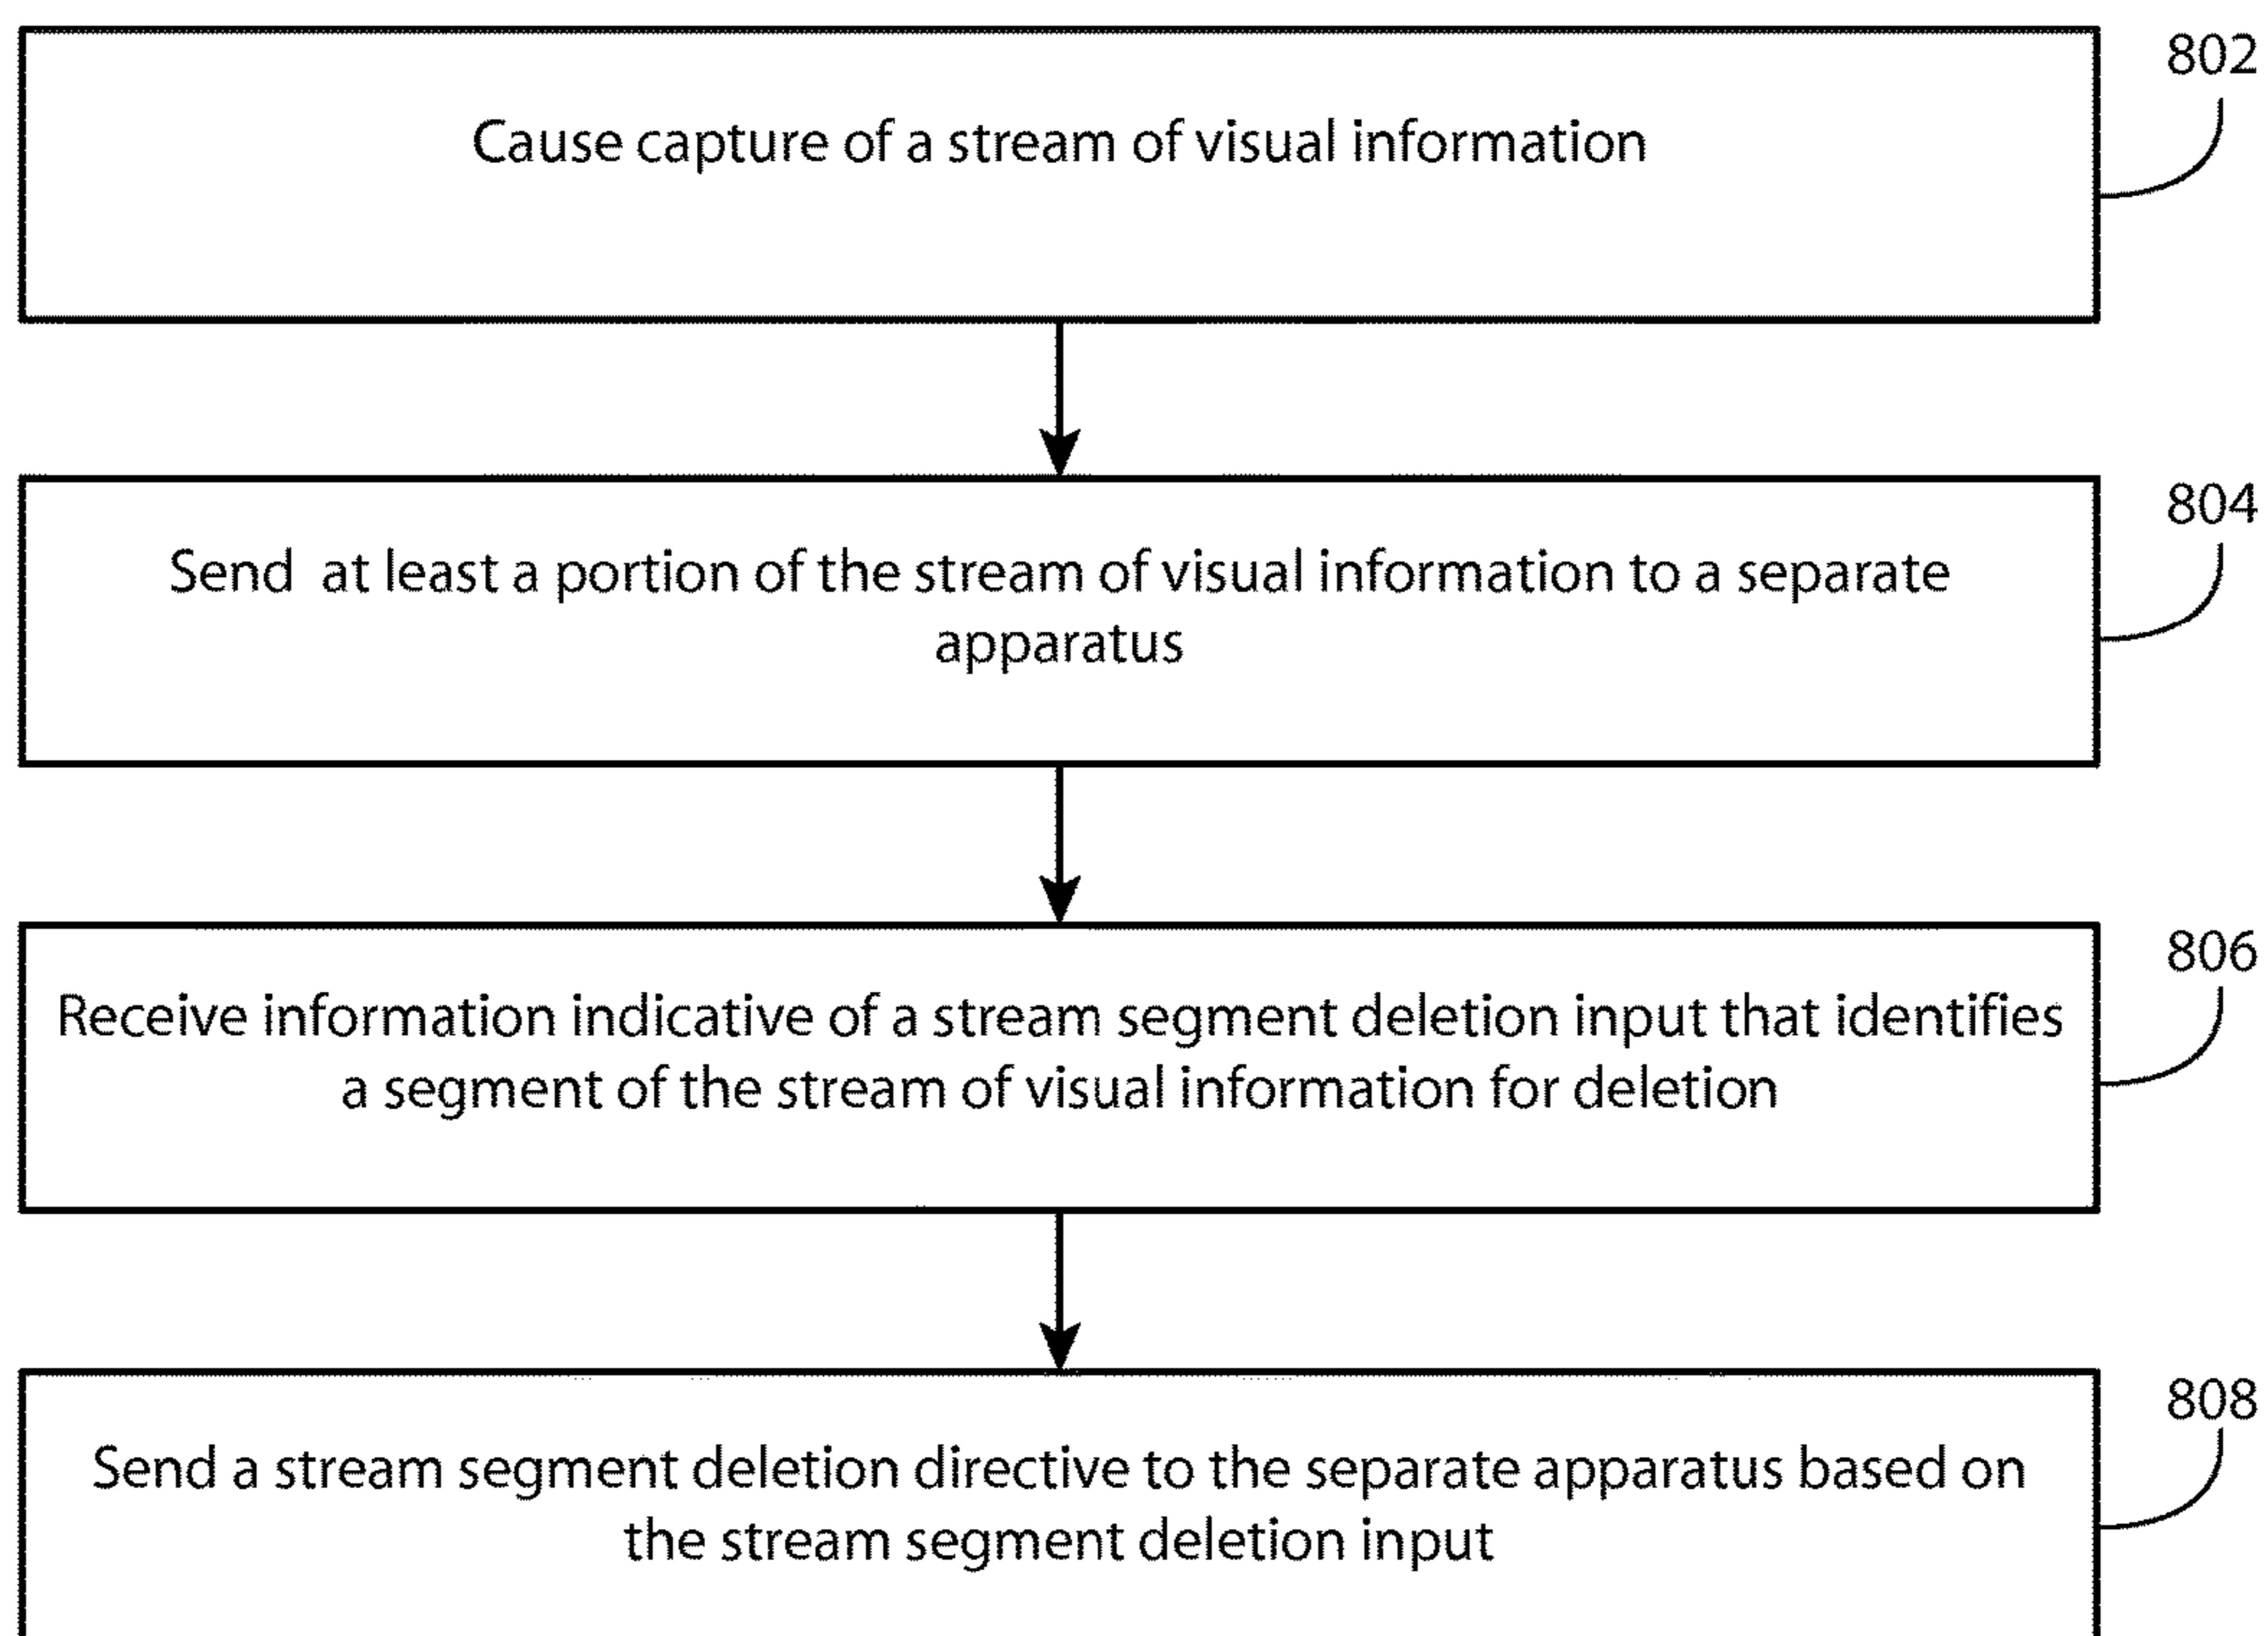 802
Cause capture of a stream of visual information
804
Send at least a portion of the stream of visual information to a separate
apparatus
806
Receive information indicative of a stream segment deletion input that identifies
a segment of the stream of visual information for deletion
808
Send a stream segment deletion directive to the separate apparatus based on
the stream segment deletion input